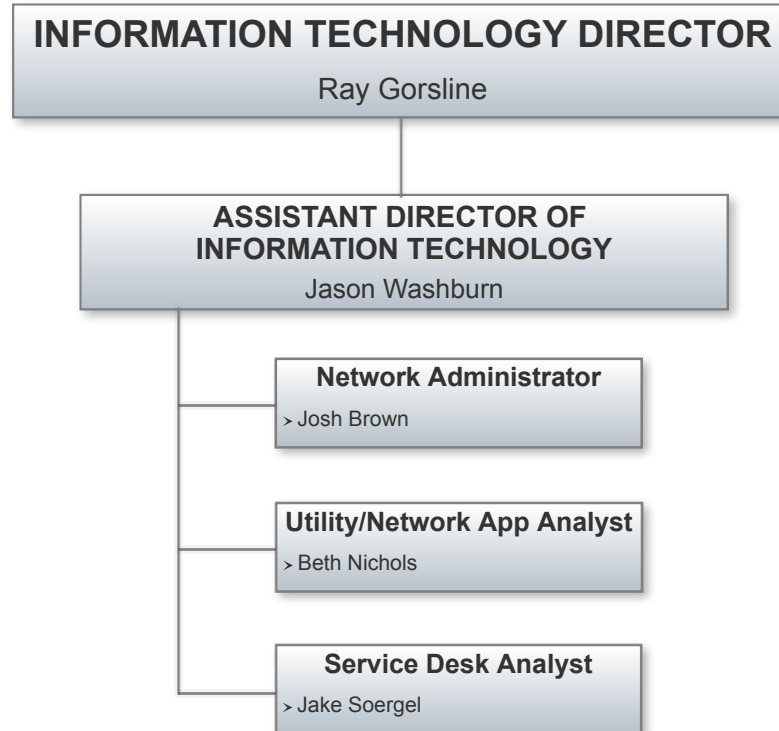 INFORMATION TECHNOLOGY DIRECTOR
Ray Gorsline
ASSISTANT DIRECTOR OF
INFORMATION TECHNOLOGY
Jason Washburn
Network Administrator
> Josh Brown
Utility/Network App Analyst
> Beth Nichols
Service Desk Analyst
> Jake Soergel